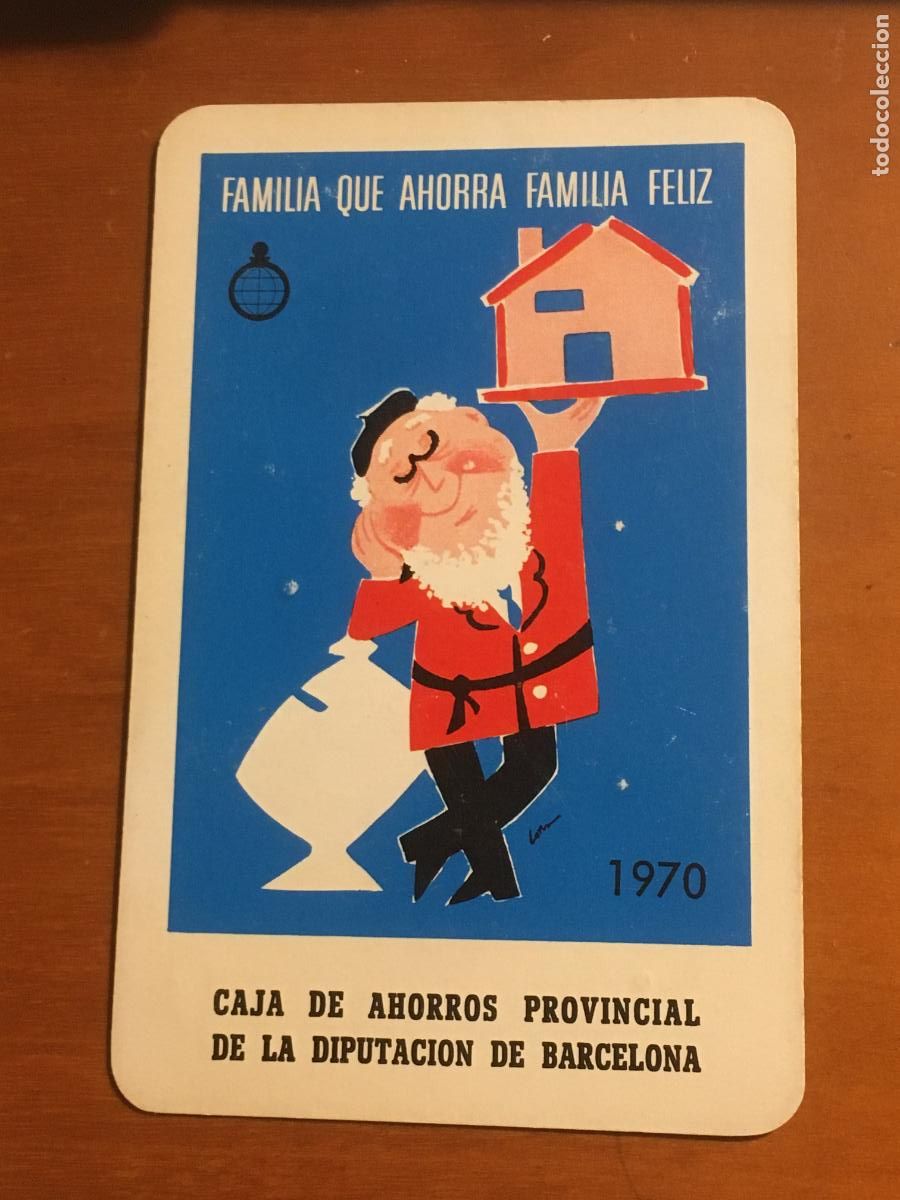 FAMILIA QUE AHORRA FAMILIA FELIZ
1970
CAJA DE AHORROS PROVINCIAL
DE LA DIPUTACION DE BARCELONA
todocoleccion